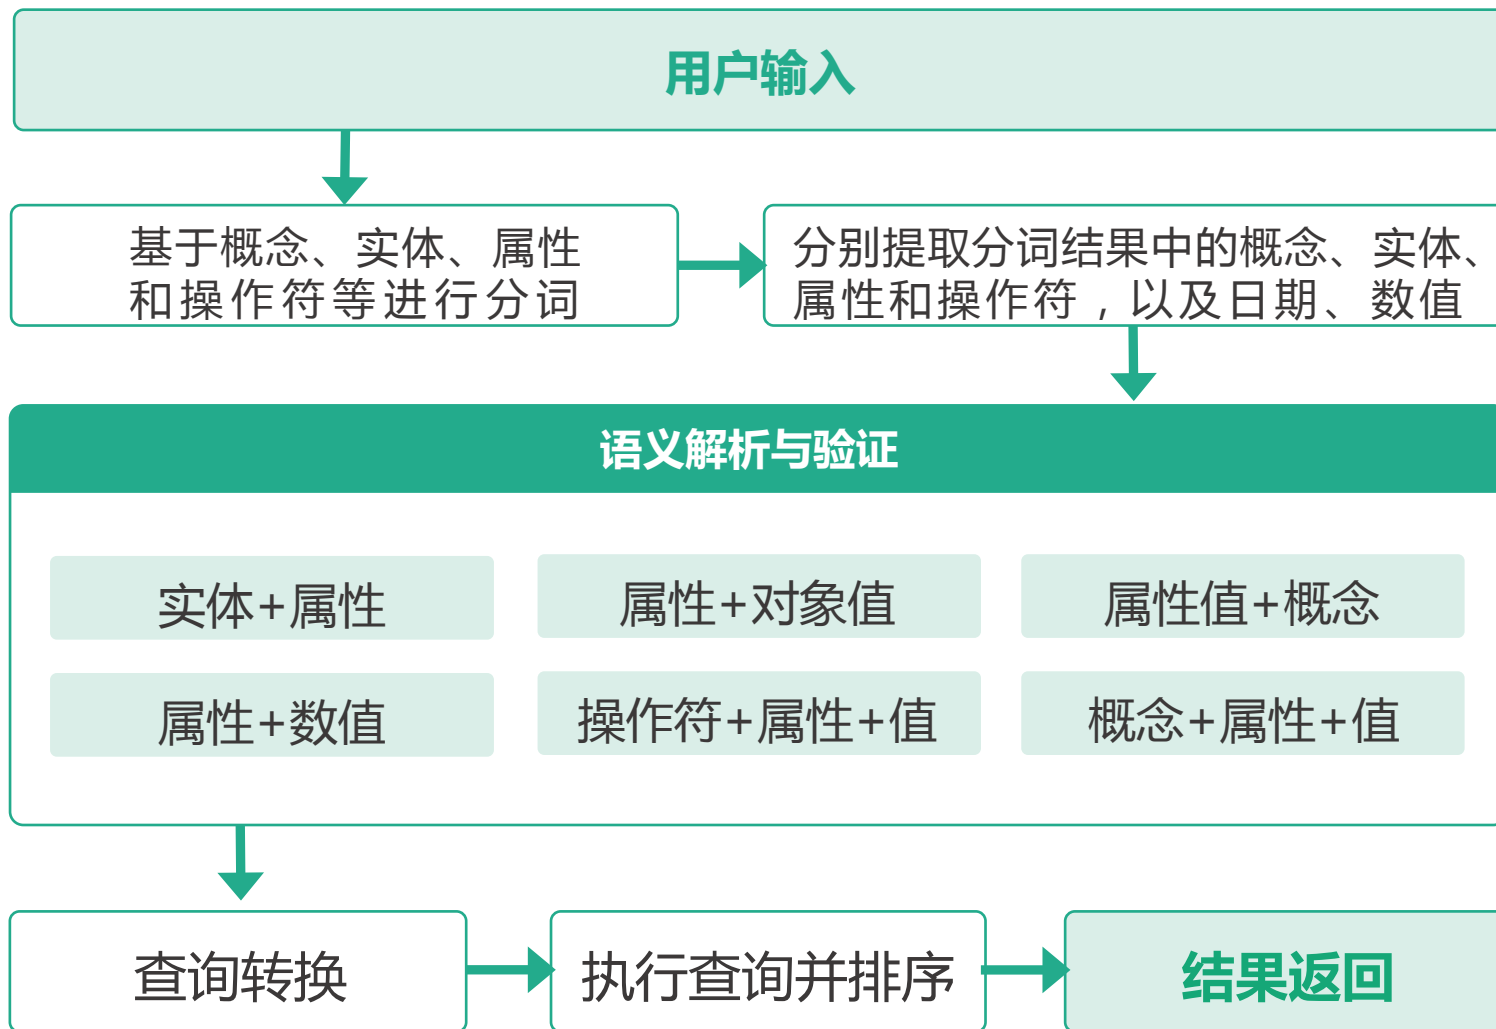 用户输入
基于概念、实体、属性
和操作符等进行分词
分别提取分词结果中的概念、实体、
属性和操作符，以及日期、数值
语义解析与验证
实体+属性
属性+对象值
属性值+概念
属性+数值
操作符+属性+值
概念+属性+值
查询转换
执行查询并排序
结果返回